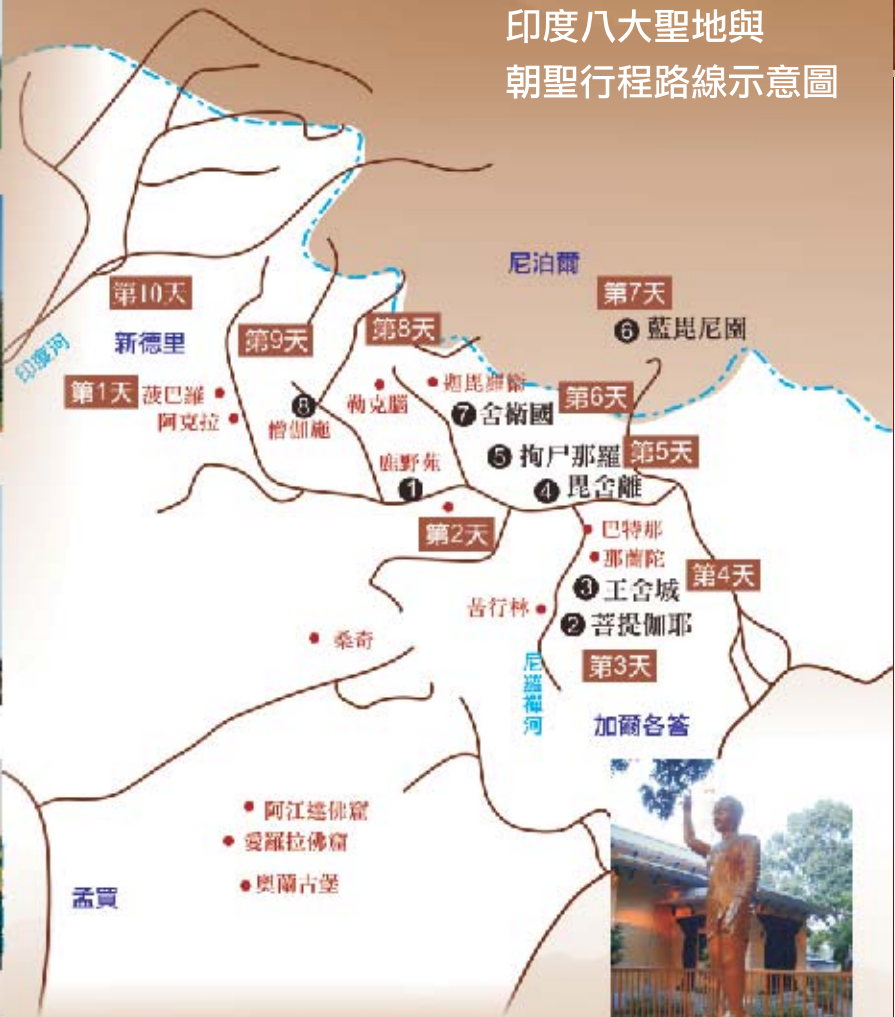 印度八大聖地與
朝聖行程路線示意圖
尼泊爾
第7天
❻ 藍毘尼園
第10天
新德里
印度河
第9天
第8天
第1天
菠巴羅
阿克拉
❽
僧伽施
勒克腦
迦毘羅衛
❼ 舍衛國
第6天
鹿野苑
❶
❺ 拘尸那羅
第5天
❹ 毘舍離
第2天
巴特那
那蘭陀
❸ 王舍城
第4天
苦行林
❷ 菩提伽耶
第3天
桑奇
尼連禪河
加爾各答
阿江達佛窟
愛羅拉佛窟
奧蘭古堡
孟買